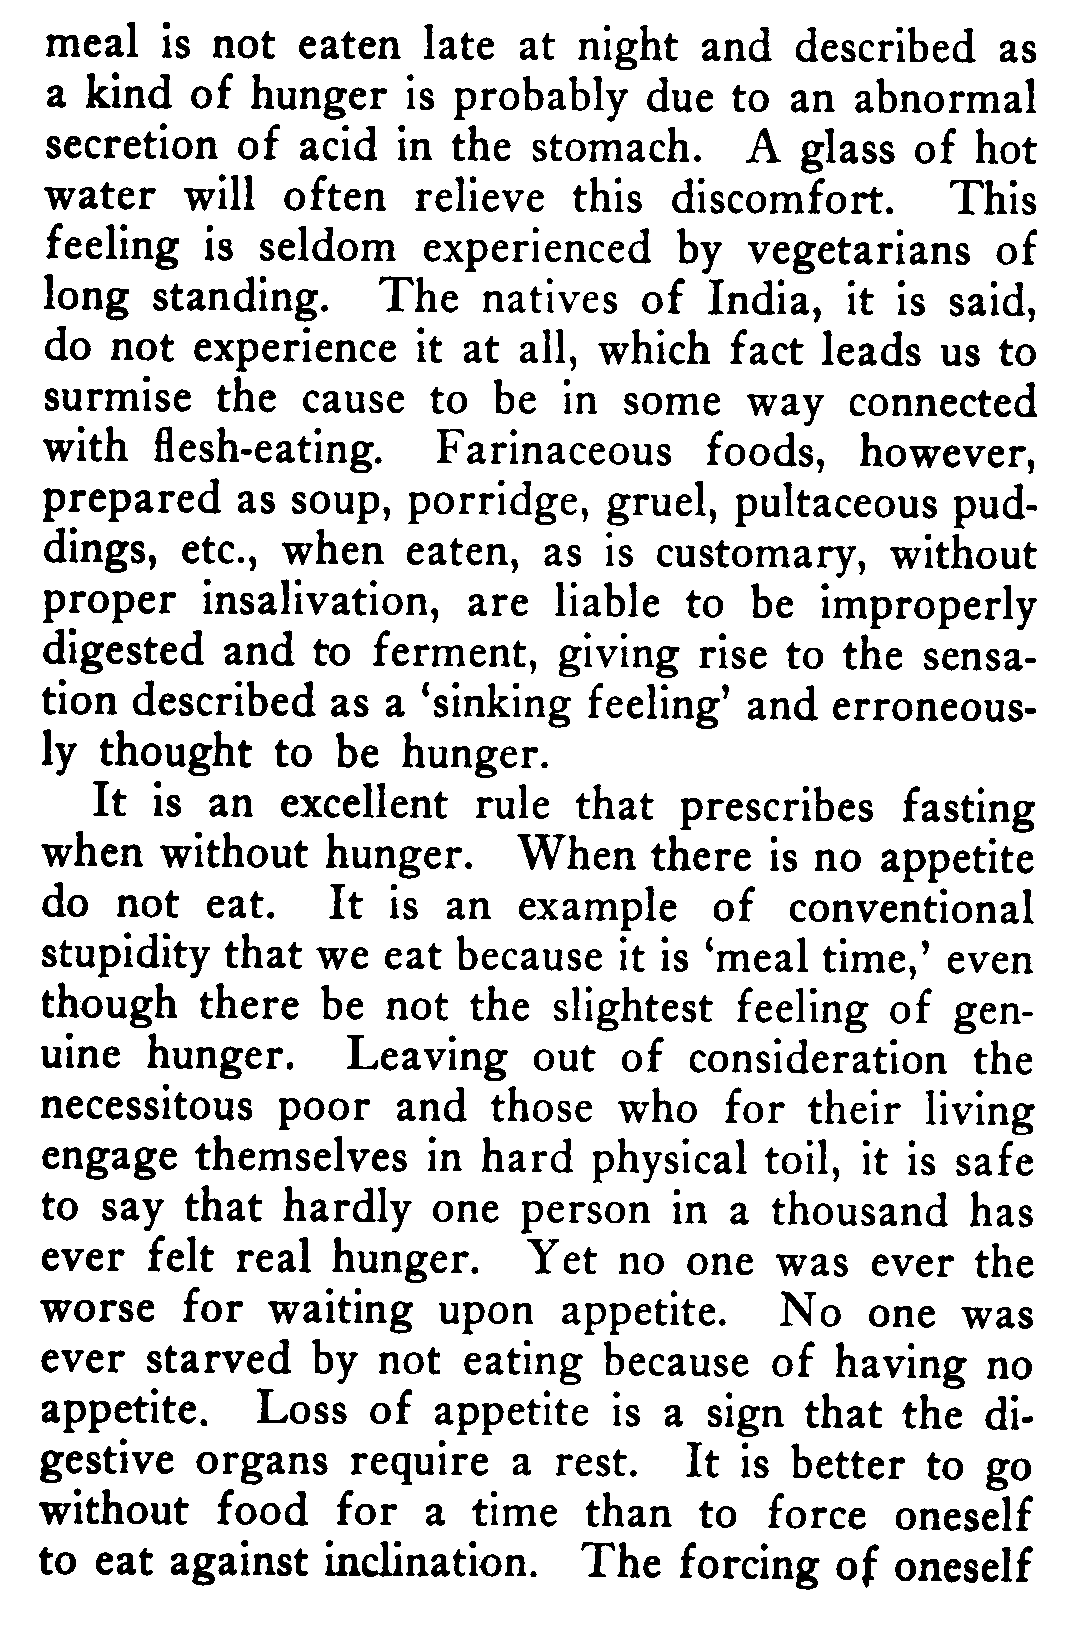 meal is not eaten late at night and described as
a kind of hunger is probably due to an abnormal
secretion of acid in the stomach. A glass of hot
water will often relieve this discomfort. This
feeling is seldom experienced by vegetarians of
long standing. The natives of India, it is said,
do not experience it at all, which fact leads us to
surmise the cause to be in some way connected
with flesh-eating. Farinaceous foods, however,
prepared as soup, porridge, gruel, pultaceous pud-
dings, etc., when eaten, as is customary, without
proper insalivation, are liable to be improperly
digested and to ferment, giving rise to the sensa-
tion described as a ‘sinking feeling’ and erroneous-
ly thought to be hunger.
It is an excellent rule that prescribes fasting
when without hunger. When there is no appetite
do not eat. It is an example of conventional
stupidity that we eat because it is ‘meal time,’ even
though there be not the slightest feeling of gen-
uine hunger. Leaving out of consideration the
necessitous poor and those who for their living
engage themselves in hard physical toil, it is safe
to say that hardly one person in a thousand has
ever felt real hunger. Yet no one was ever the
worse for waiting upon appetite. No one was
ever starved by not eating because of having no
appetite. Loss of appetite is a sign that the di-
gestive organs require a rest. It is better to go
without food for a time than to force oneself
to eat against inclination. The forcing of oneself